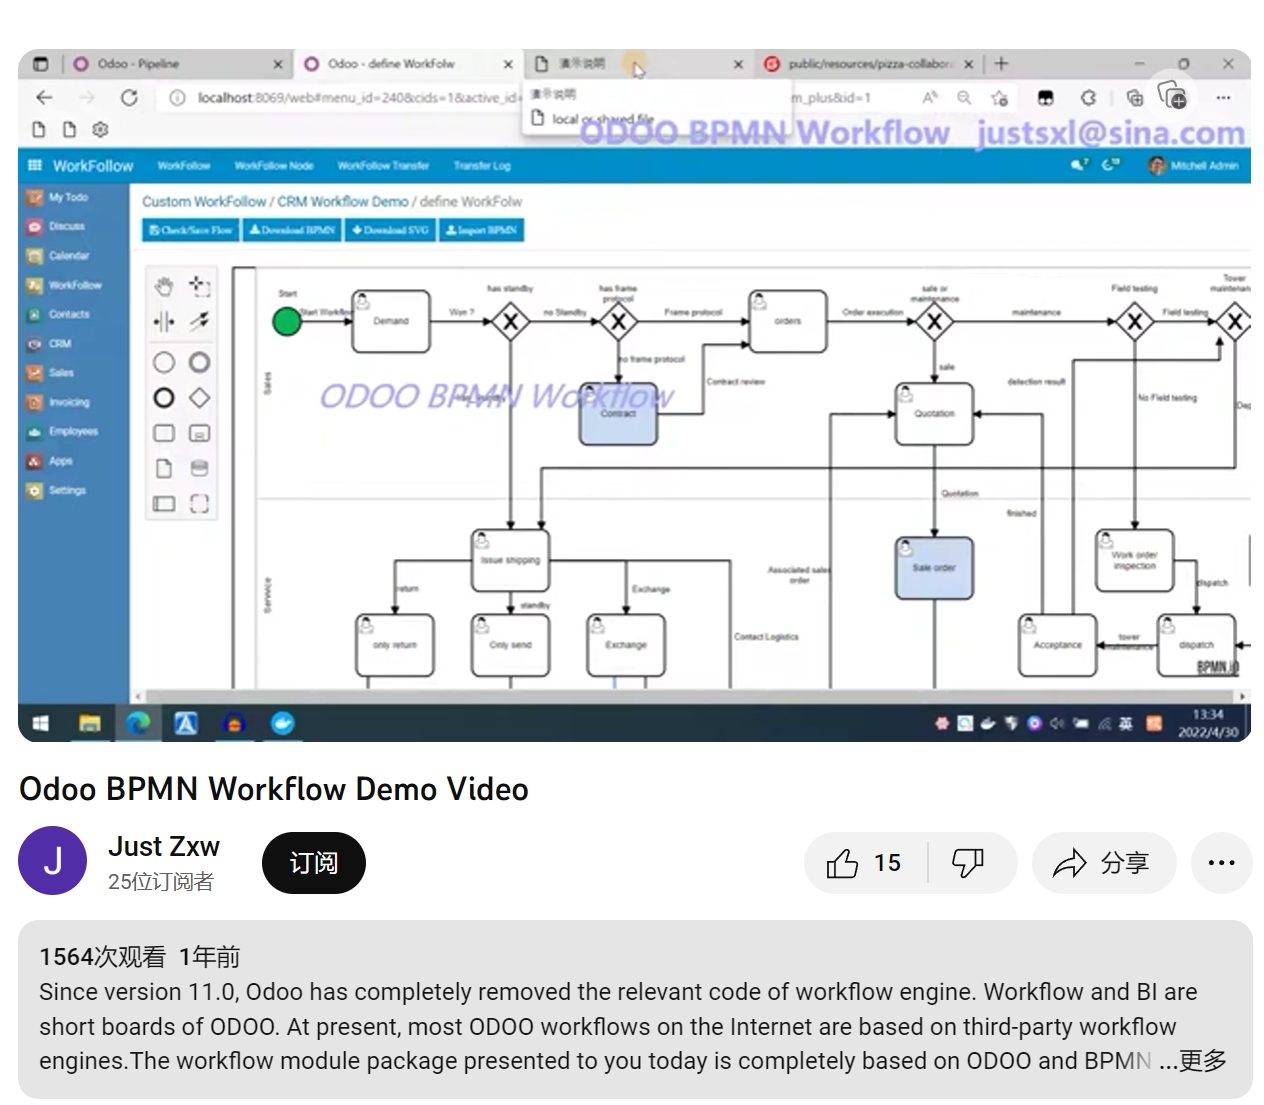 Odoo - Pipeline
Odoo - define WorkFolw
演示说明
public/resources/pizza-collabor
localhost:8069/web#menu_id=240&cids=1&active_id=
演示说明
m_plus&id=1
local or shared file
ODOO BPMN Workflow justsxl@sina.com
WorkFollow
WorkFollow
WorkFollow Node
WorkFollow Transfer
Transfer Log
Mitchell Admin
My Todo
Discuss
Calendar
WorkFollow
Contacts
CRM
Sales
Invoicing
Employees
Apps
Settings
Custom WorkFollow / CRM Workflow Demo / define WorkFolw
Check/Save Flow
Download BPMN
Download SVG
Import BPMN
Start
Start Workflow
Demand
Won ?
has standby
no Standby
has frame protocol
Frame protocol
orders
Order execution
sale or maintenance
maintenance
Field testing
Field testing
Tower maintenan
no frame protocol
Contract review
sale
detection result
No Field testing
Sales
ODOO BPMN Workflow
Contract
Quotation
Dep
Quotation
finished
Service
Issue shipping
Associated sales order
Sale order
Work order inspection
return
standby
Exchange
dispatch
only return
Only send
Exchange
Contact Logistics
Acceptance
tower maintenance
dispatch
BPMN.iO
英
13:34
2022/4/30
Odoo BPMN Workflow Demo Video
J
Just Zxw
25位订阅者
订阅
15
分享
1564次观看 1年前
Since version 11.0, Odoo has completely removed the relevant code of workflow engine. Workflow and BI are
short boards of ODOO. At present, most ODOO workflows on the Internet are based on third-party workflow
engines.The workflow module package presented to you today is completely based on ODOO and BPMN ...更多